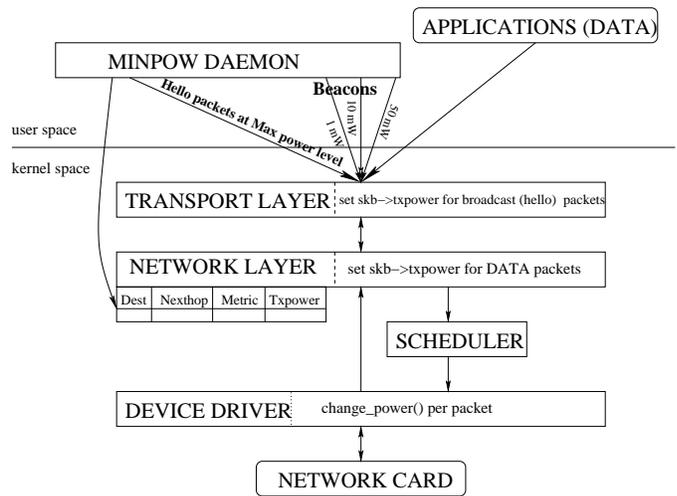 APPLICATIONS (DATA)
MINPOW DAEMON
Hello packets at Max power level
Beacons
1 mW
10 mW
50 mW
user space
kernel space
TRANSPORT LAYER
set skb−>txpower for broadcast (hello) packets
NETWORK LAYER
set skb−>txpower for DATA packets
Dest Nexthop Metric Txpower
SCHEDULER
DEVICE DRIVER
change_power() per packet
NETWORK CARD